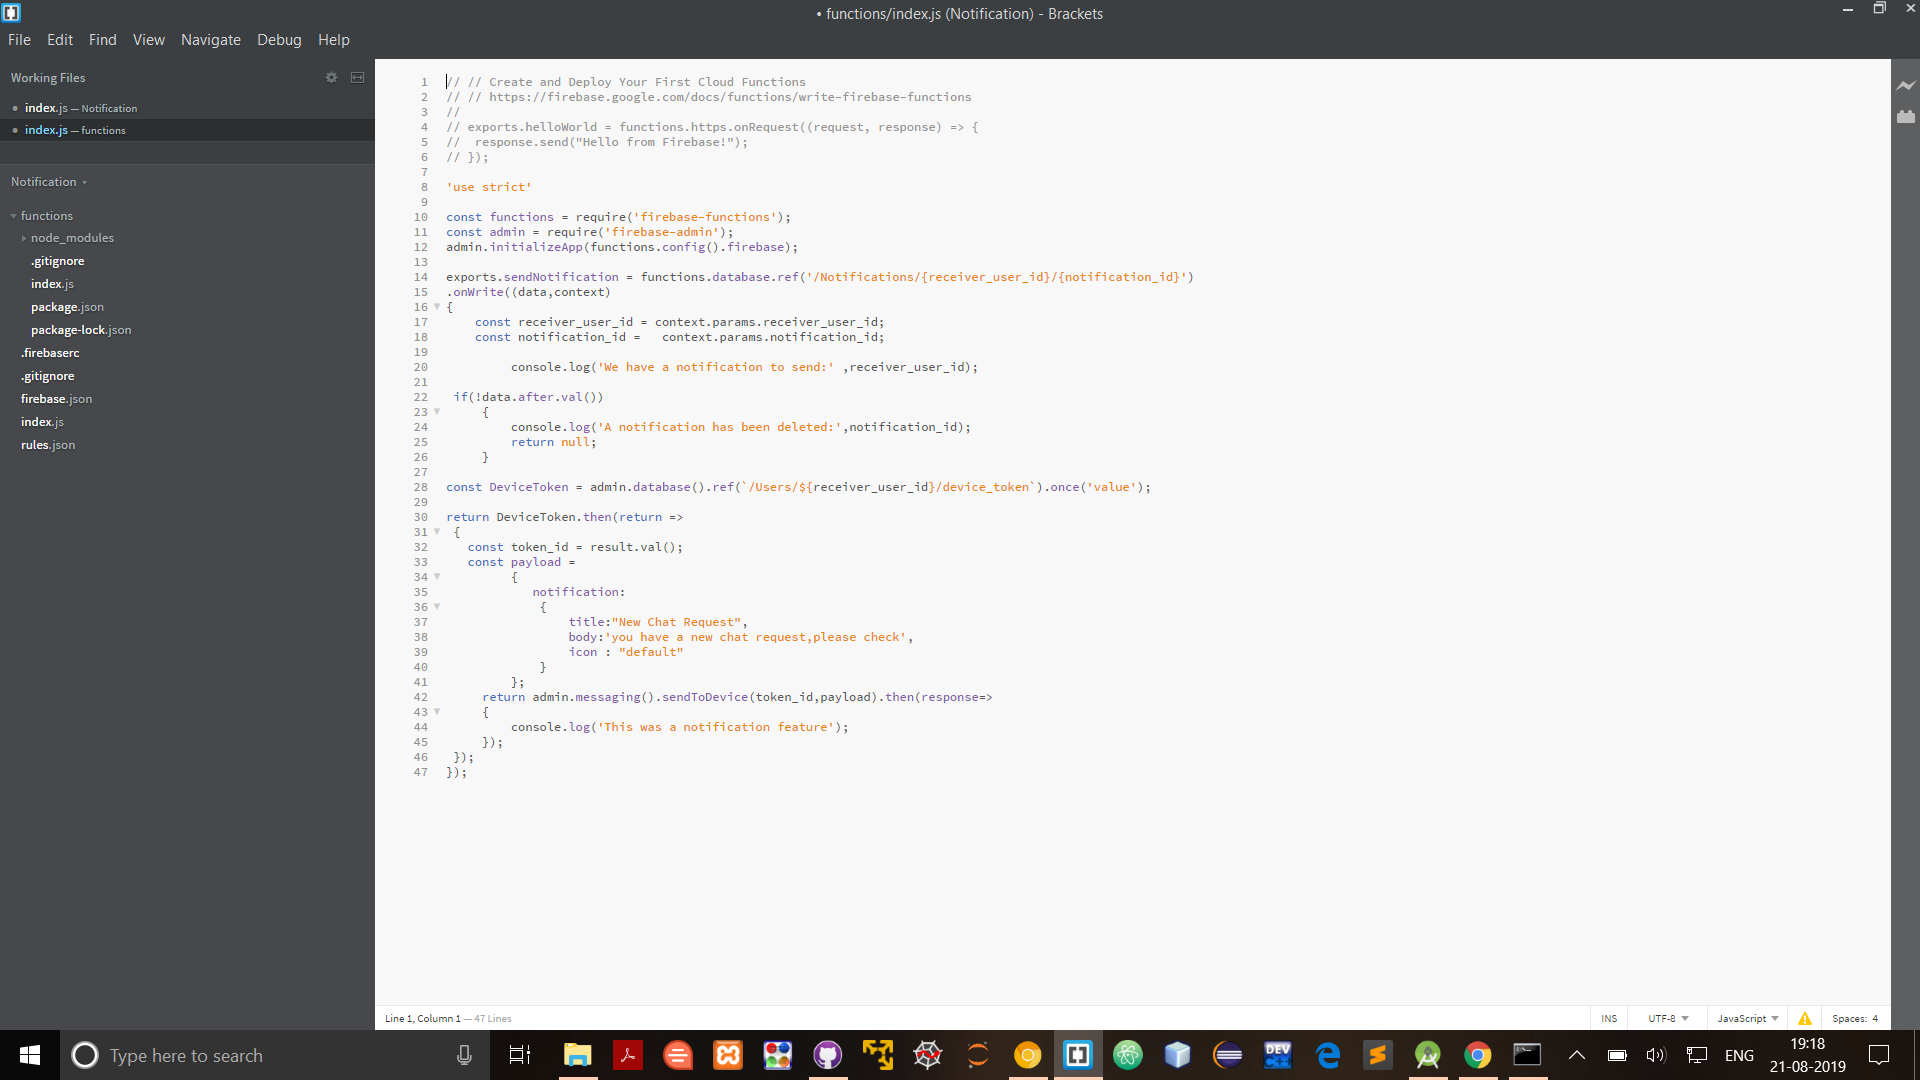 • functions/index.js (Notification) - Brackets
File Edit Find View Navigate Debug Help
Working Files
index.js — Notification
index.js — functions
Notification
functions
node_modules
.gitignore
index.js
package.json
package-lock.json
.firebaserc
.gitignore
firebase.json
index.js
rules.json
1 // // Create and Deploy Your First Cloud Functions
2 // // https://firebase.google.com/docs/functions/write-firebase-functions
3 //
4 // exports.helloWorld = functions.https.onRequest((request, response) => {
5 //  response.send("Hello from Firebase!");
6 // });
7
8 'use strict'
9
10 const functions = require('firebase-functions');
11 const admin = require('firebase-admin');
12 admin.initializeApp(functions.config().firebase);
13
14 exports.sendNotification = functions.database.ref('/Notifications/{receiver_user_id}/{notification_id}')
15 .onWrite((data,context)
16 {
17     const receiver_user_id = context.params.receiver_user_id;
18     const notification_id =   context.params.notification_id;
19
20          console.log('We have a notification to send:' ,receiver_user_id);
21
22  if(!data.after.val())
23      {
24          console.log('A notification has been deleted:',notification_id);
25          return null;
26      }
27
28 const DeviceToken = admin.database().ref(`/Users/${receiver_user_id}/device_token`).once('value');
29
30 return DeviceToken.then(return =>
31  {
32    const token_id = result.val();
33    const payload =
34          {
35             notification:
36              {
37                  title:"New Chat Request",
38                  body:'you have a new chat request,please check',
39                  icon : "default"
40              }
41          };
42      return admin.messaging().sendToDevice(token_id,payload).then(response=>
43      {
44          console.log('This was a notification feature');
45      });
46  });
47 });
Line 1, Column 1 — 47 Lines
INS UTF-8 JavaScript Spaces: 4
Type here to search
DEV C++
ENG
19:18
21-08-2019